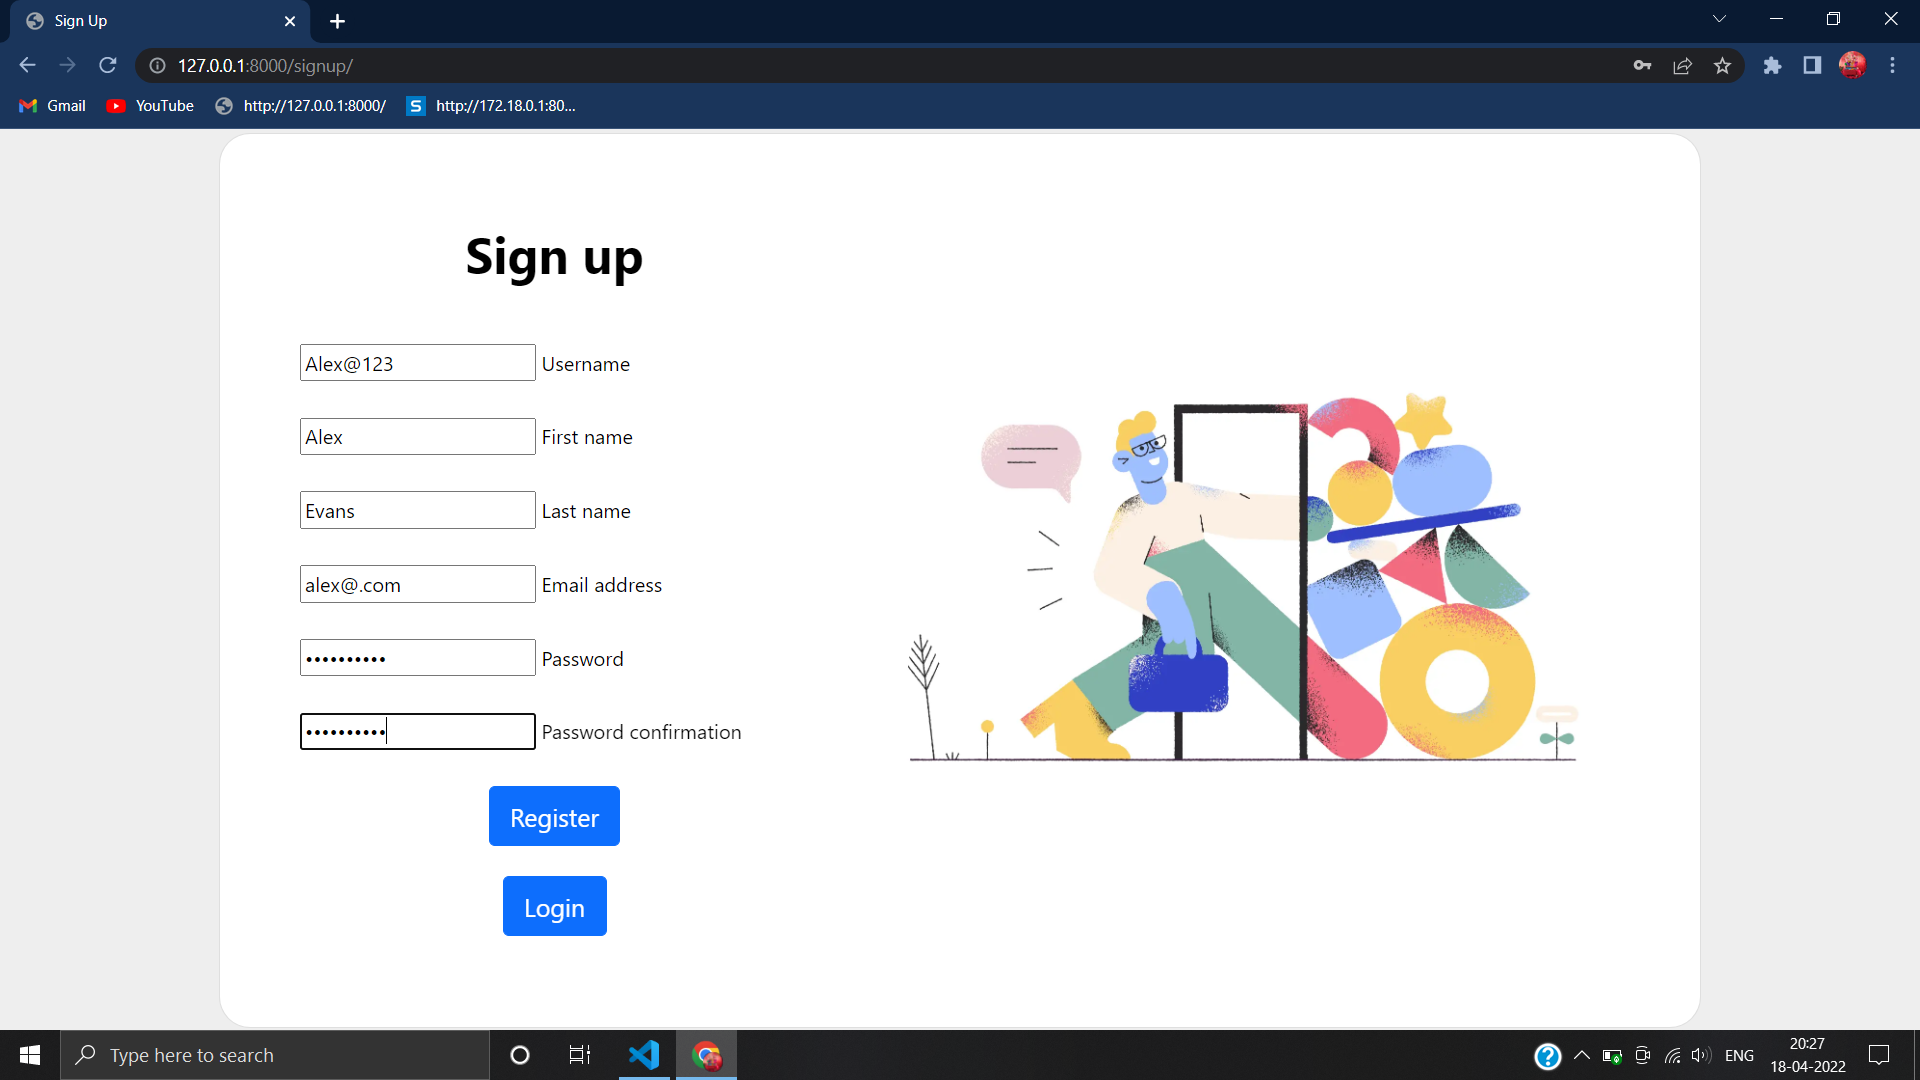 Sign Up
127.0.0.1:8000/signup/
Gmail YouTube http://127.0.0.1:8000/ S http://172.18.0.1:80...
Sign up
Alex@123 Username
Alex First name
Evans Last name
alex@.com Email address
•••••••••• Password
•••••••••• Password confirmation
Register
Login
Type here to search
ENG
20:27
18-04-2022